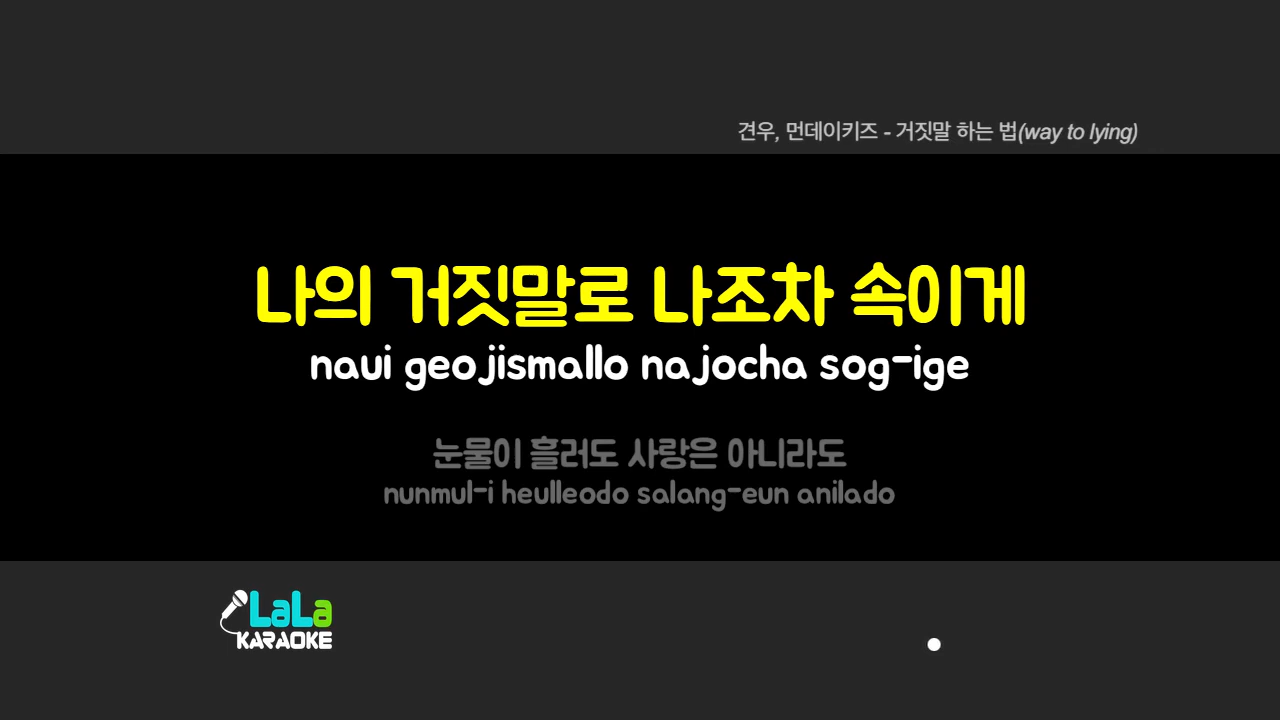 견우, 먼데이키즈 - 거짓말 하는 법(way to lying)
나의 거짓말로 나조차 속이게
naui geojismallo najocha sog-ige
눈물이 흘러도 사랑은 아니라도
nunmul-i heulleodo salang-eun anilado
LaLa
KARAOKE